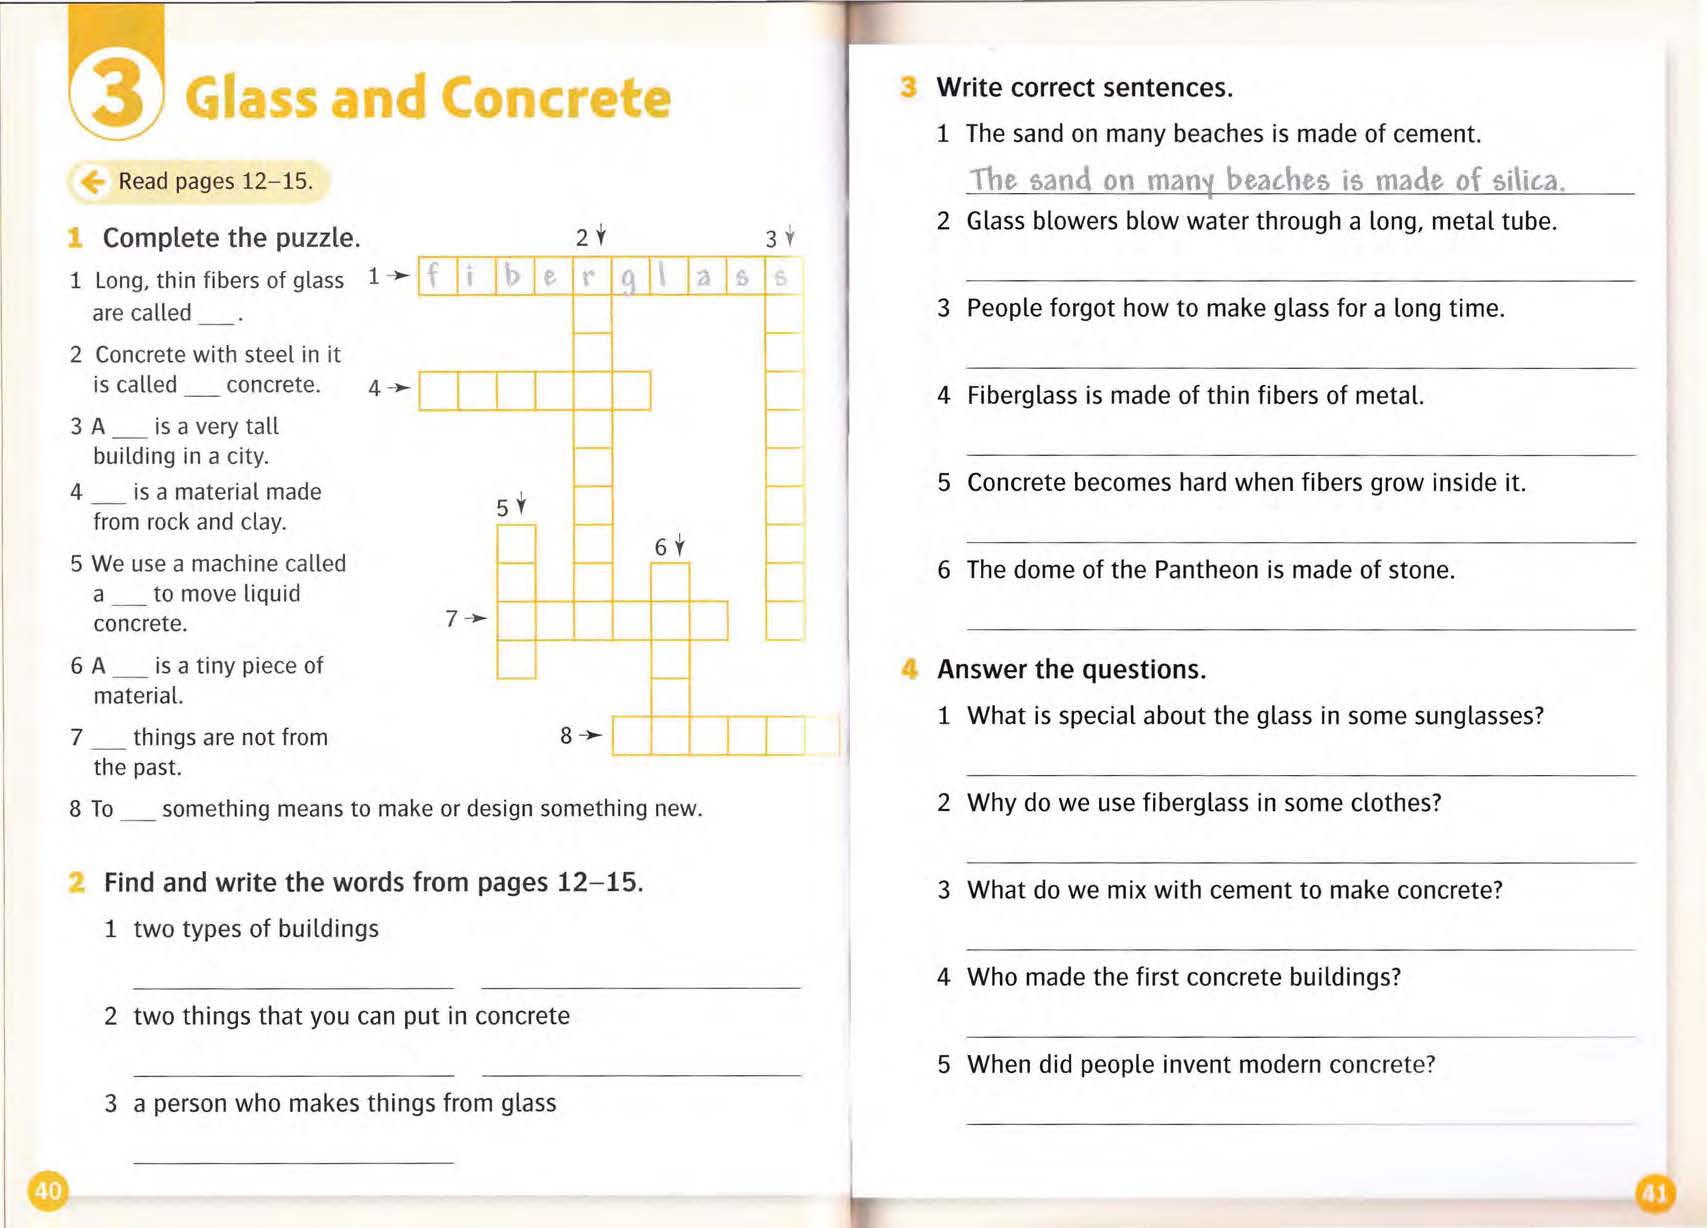 3
Glass and Concrete
Read pages 12–15.
1 Complete the puzzle.
1 Long, thin fibers of glass
are called ___ .
2 Concrete with steel in it
is called ___ concrete.
3 A ___ is a very tall
building in a city.
4 ___ is a material made
from rock and clay.
5 We use a machine called
a ___ to move liquid
concrete.
6 A ___ is a tiny piece of
material.
7 ___ things are not from
the past.
8 To ___ something means to make or design something new.
2 3
1 f i b e r g l a s s
4
5
6
7
8
2 Find and write the words from pages 12–15.
1 two types of buildings
2 two things that you can put in concrete
3 a person who makes things from glass
40
3 Write correct sentences.
1 The sand on many beaches is made of cement.
The sand on many beaches is made of silica.
2 Glass blowers blow water through a long, metal tube.
3 People forgot how to make glass for a long time.
4 Fiberglass is made of thin fibers of metal.
5 Concrete becomes hard when fibers grow inside it.
6 The dome of the Pantheon is made of stone.
4 Answer the questions.
1 What is special about the glass in some sunglasses?
2 Why do we use fiberglass in some clothes?
3 What do we mix with cement to make concrete?
4 Who made the first concrete buildings?
5 When did people invent modern concrete?
41